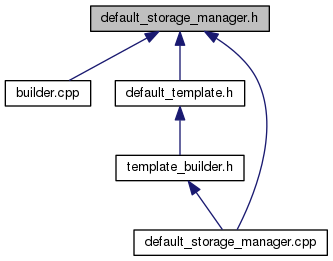 default_storage_manager.h
builder.cpp
default_template.h
template_builder.h
default_storage_manager.cpp